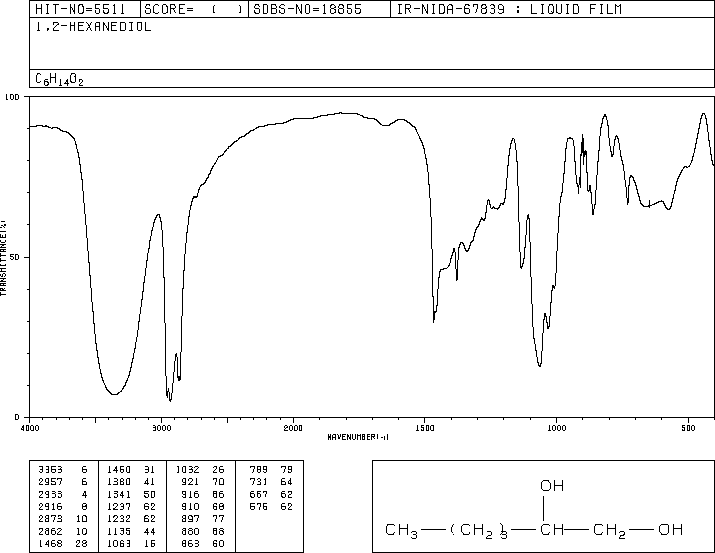 HIT-NO=5511 SCORE= ( ) SDBS-NO=18855 IR-NIDA-67839 : LIQUID FILM
1,2-HEXANEDIOL
C6H14O2
100
50
0
TRANSMITTANCE(%)
4000 3000 2000 1500 1000 500
WAVENUMBER(-1)
3363 6 1460 31 1032 26 789 79
2957 6 1380 41 921 70 731 64
2933 4 1341 50 916 86 667 62
2916 8 1237 62 910 68 576 62
2873 10 1232 62 897 77
2862 10 1135 44 880 68
1468 28 1063 15 863 60
OH
CH3 (CH2)3 CH CH2 OH